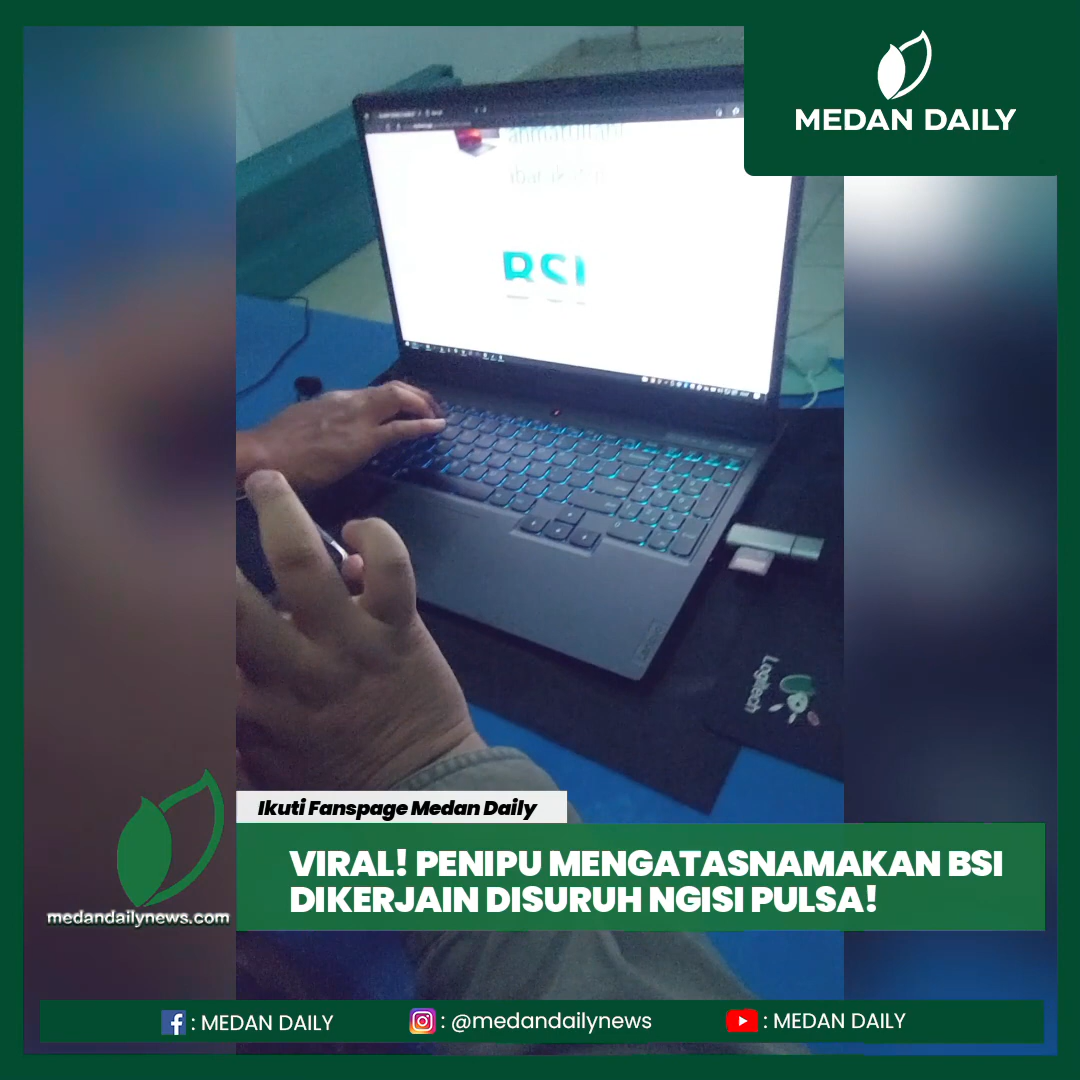 MEDAN DAILY
BSI
Logitech
Ikuti Fanspage Medan Daily
VIRAL! PENIPU MENGATASNAMAKAN BSI
DIKERJAIN DISURUH NGISI PULSA!
medandailynews.com
: MEDAN DAILY
: @medandailynews
: MEDAN DAILY